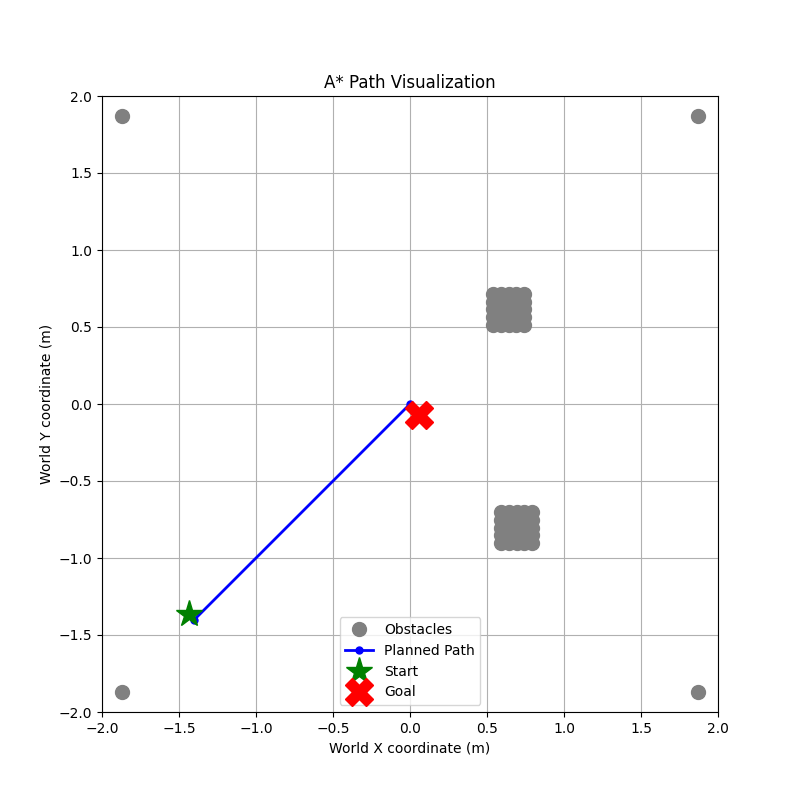 A* Path Visualization
2.0
1.5
1.0
0.5
0.0
−0.5
−1.0
−1.5
−2.0
World Y coordinate (m)
Obstacles
Planned Path
Start
Goal
−2.0 −1.5 −1.0 −0.5 0.0 0.5 1.0 1.5 2.0
World X coordinate (m)